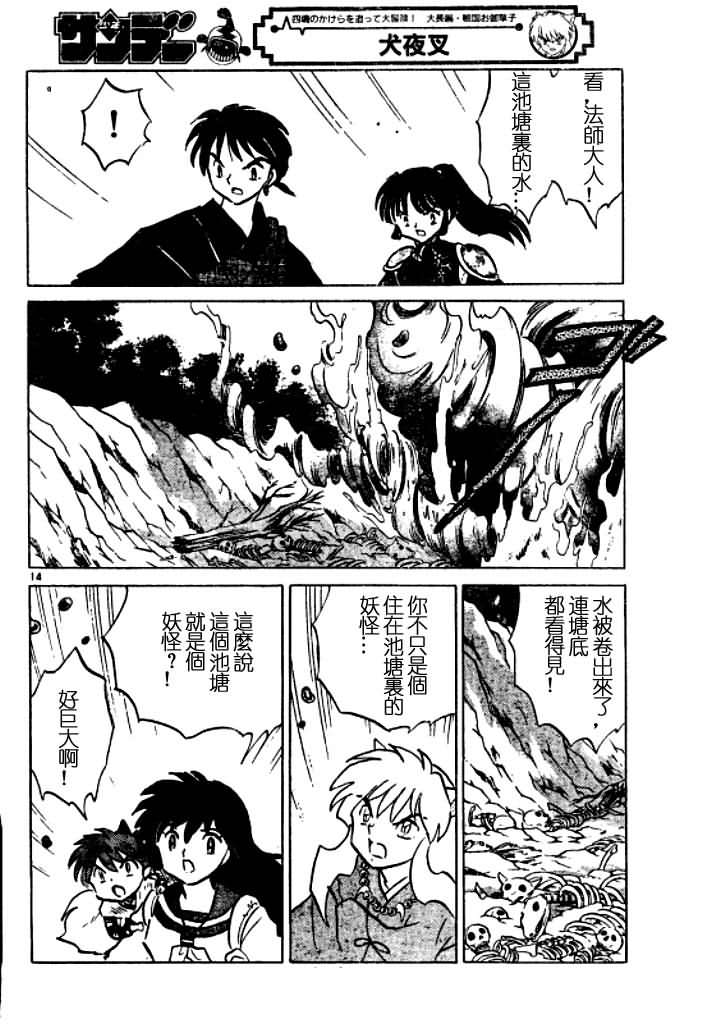 少年
サンデー
四魂のかけらを追って大冒険！ 大長編・戦国お伽草子
犬夜叉
看，法師大人！
這池塘裏的水…
！
14
水被卷出來了，
連塘底
都看得見！
你不只是個
住在池塘裏的
妖怪…
這麼說
這個池塘
就是個
妖怪？！
好巨大啊！